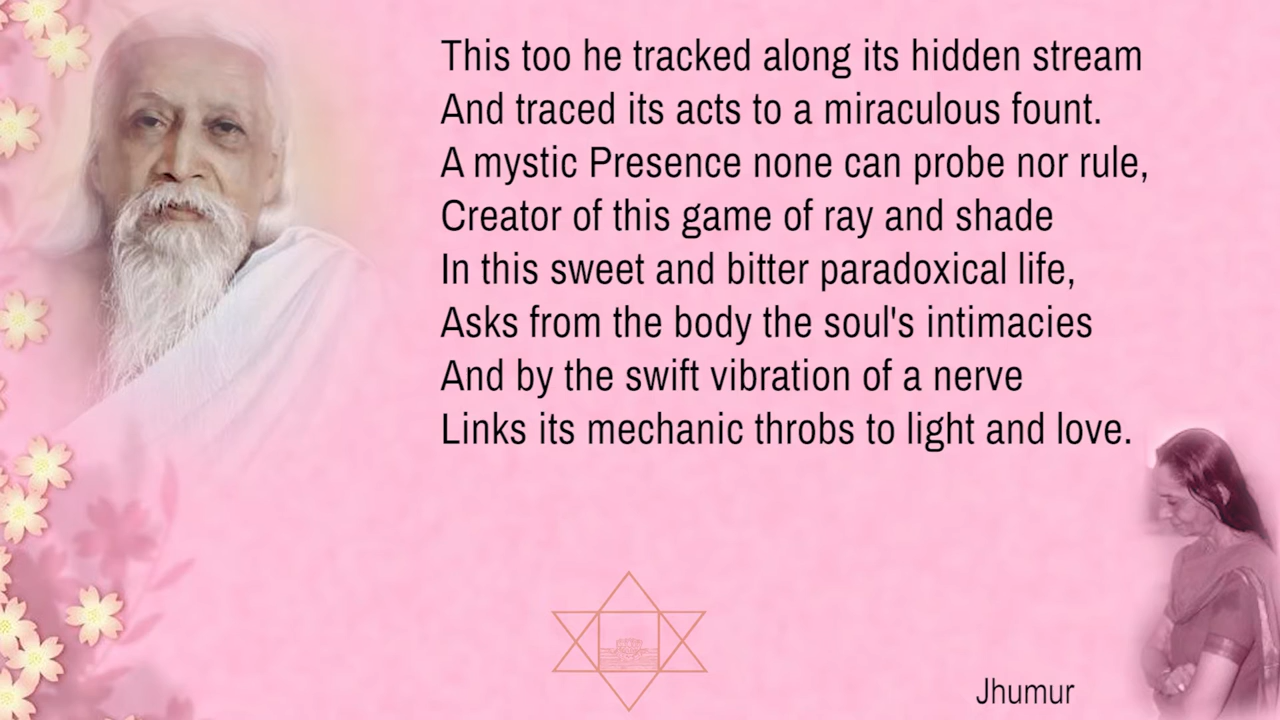 This too he tracked along its hidden stream
And traced its acts to a miraculous fount.
A mystic Presence none can probe nor rule,
Creator of this game of ray and shade
In this sweet and bitter paradoxical life,
Asks from the body the soul's intimacies
And by the swift vibration of a nerve
Links its mechanic throbs to light and love.
Jhumur